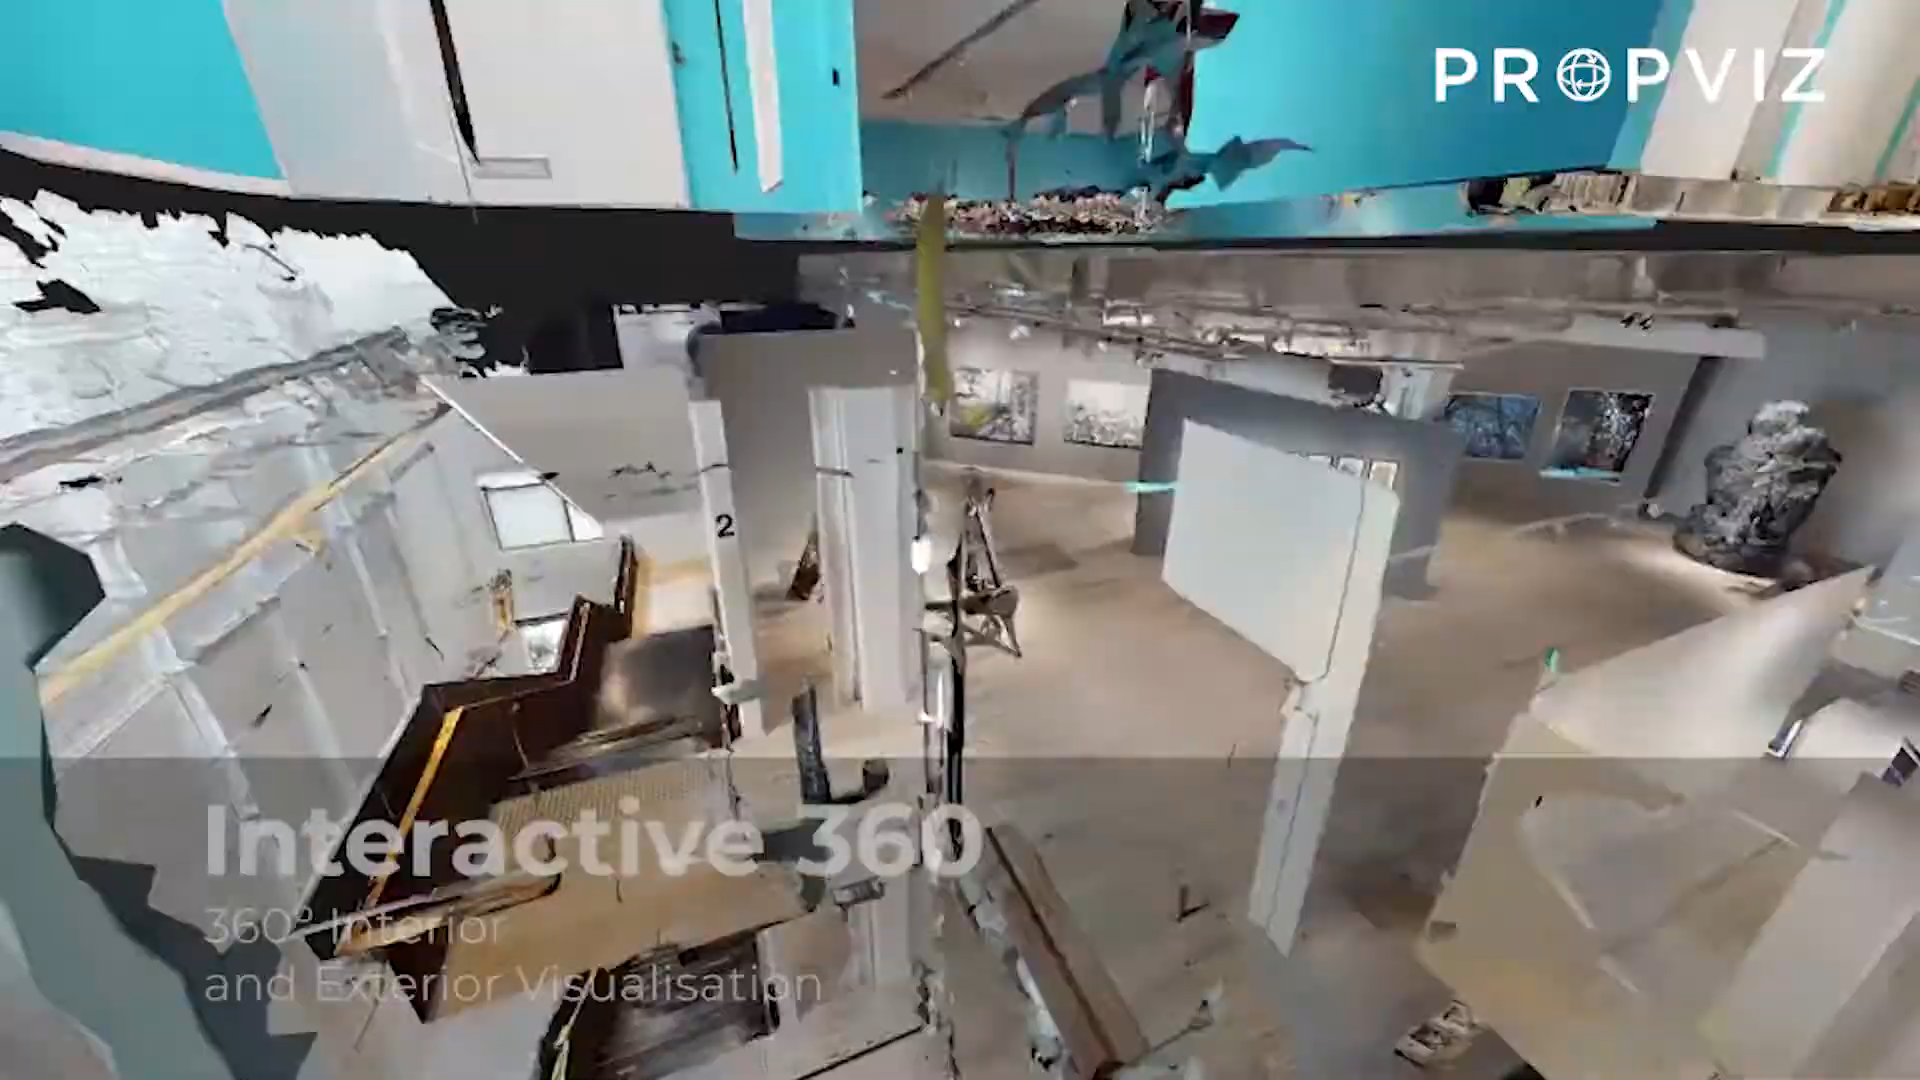 PROPVIZ
2
Interactive 360
360° Interior
and Exterior Visualisation